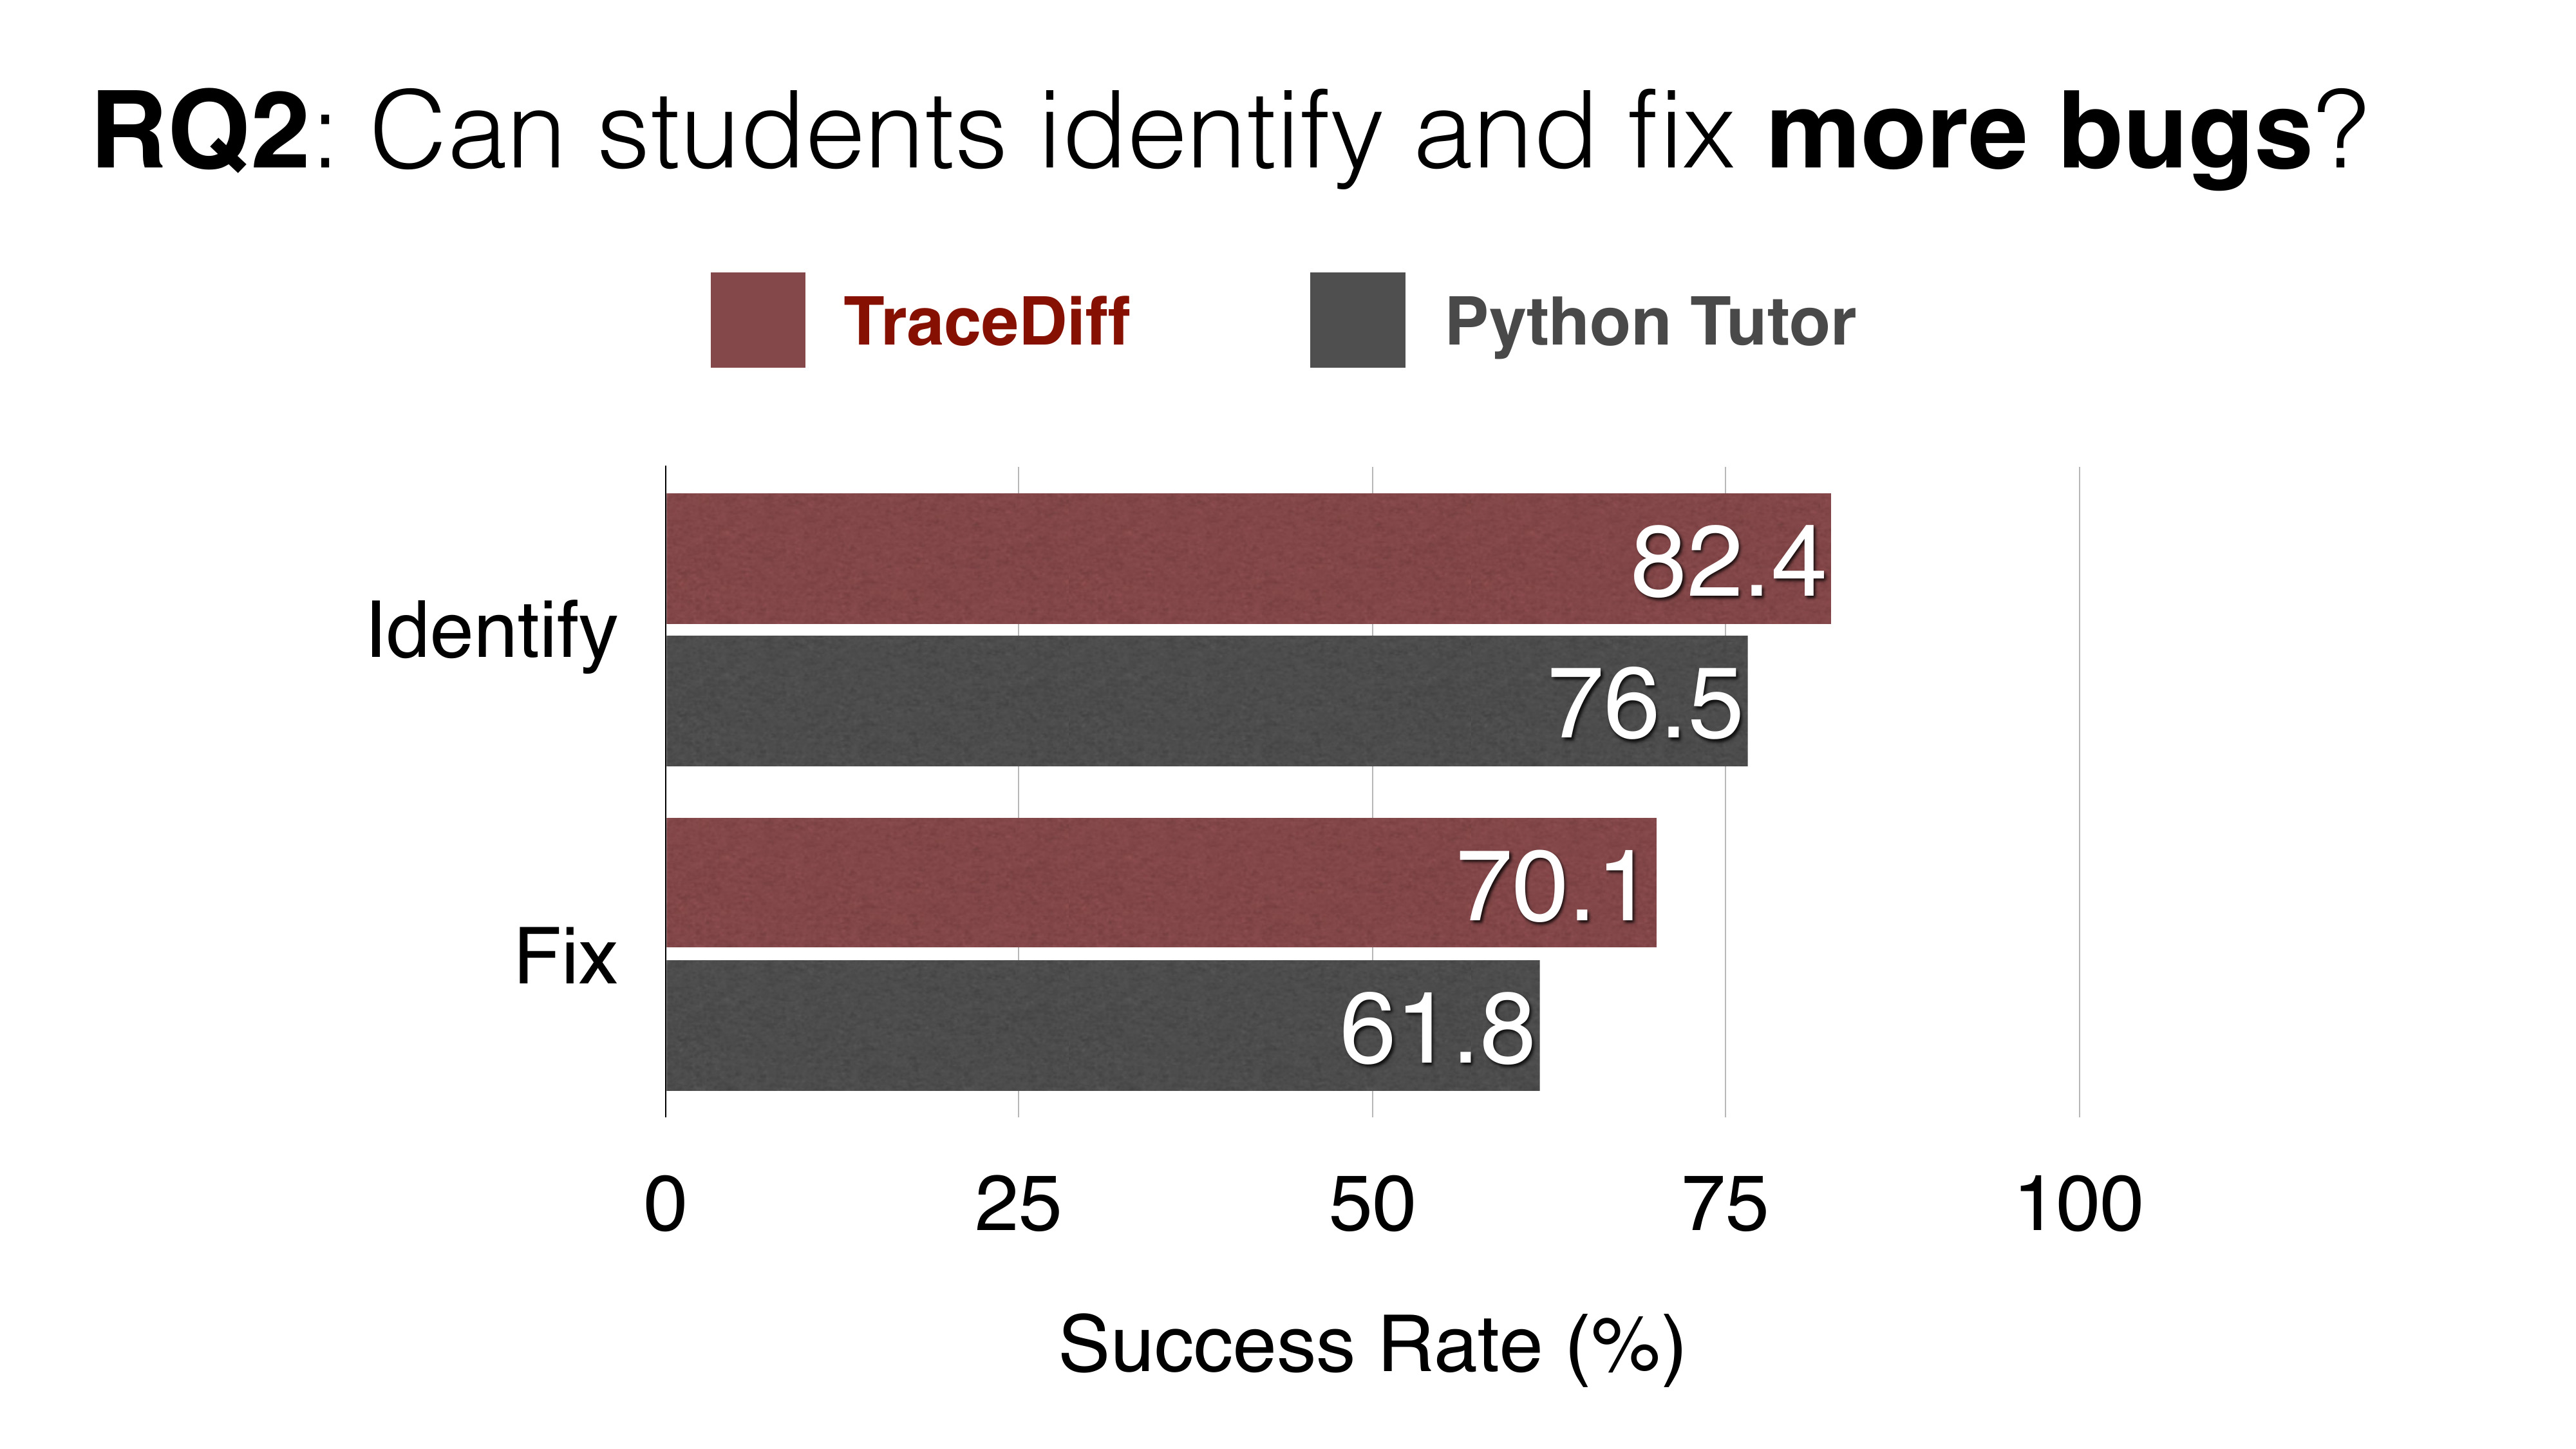 RQ2: Can students identify and fix more bugs?
TraceDiff
Python Tutor
Identify
82.4
76.5
Fix
70.1
61.8
0 25 50 75 100
Success Rate (%)